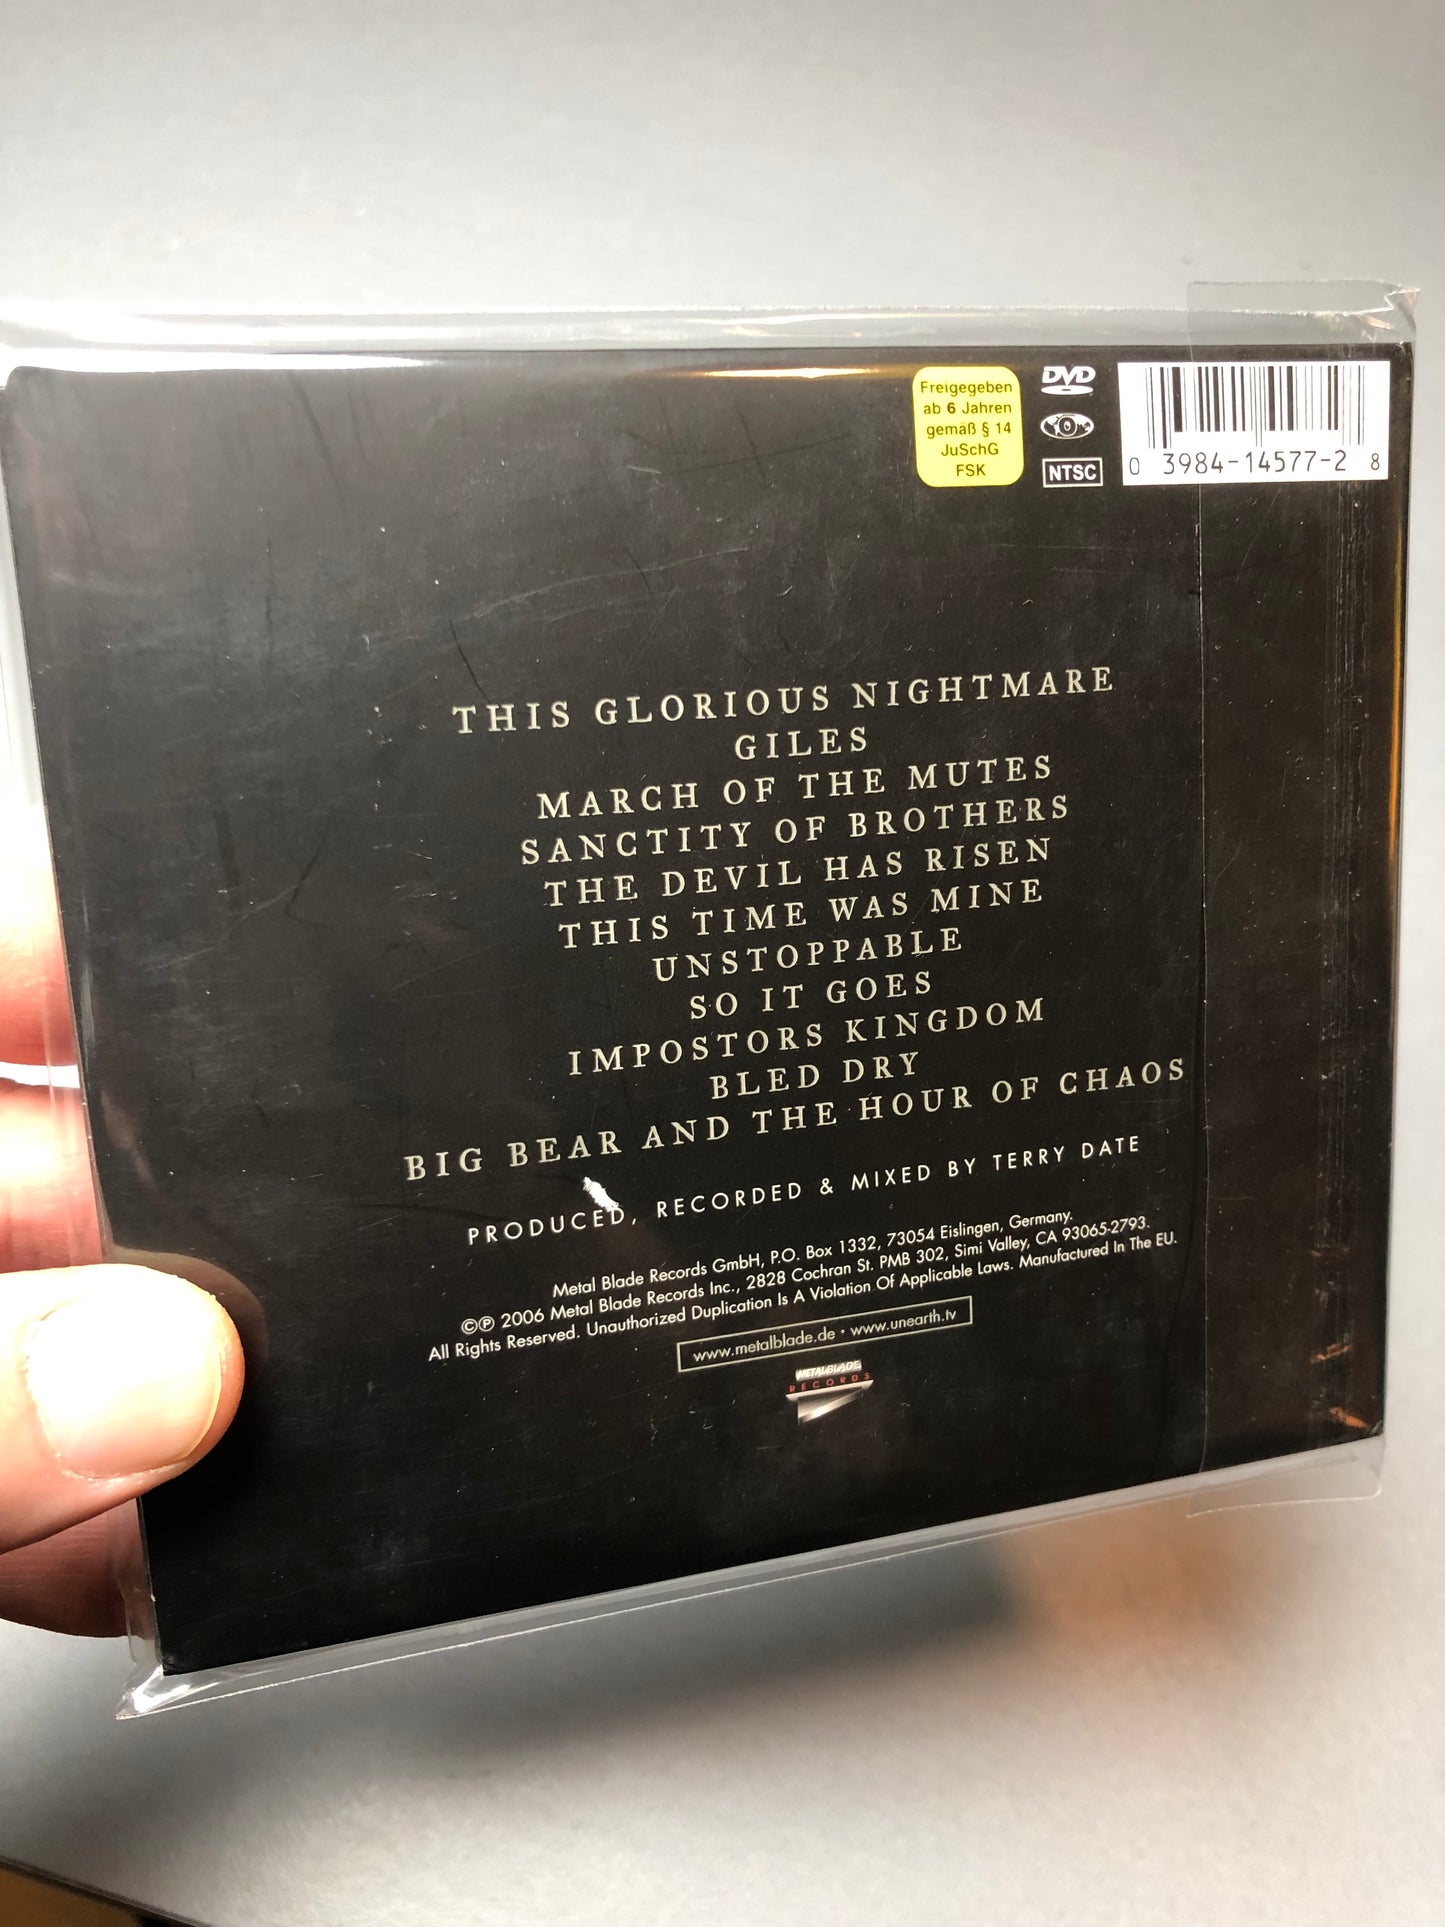 Freigegeben
ab 6 Jahren
gemäß § 14
JuSchG
FSK
DVD
NTSC
0 3984-14577-2 8
THIS GLORIOUS NIGHTMARE
GILES
MARCH OF THE MUTES
SANCTITY OF BROTHERS
THE DEVIL HAS RISEN
THIS TIME WAS MINE
UNSTOPPABLE
SO IT GOES
IMPOSTORS KINGDOM
BLED DRY
BIG BEAR AND THE HOUR OF CHAOS
PRODUCED, RECORDED & MIXED BY TERRY DATE
Metal Blade Records GmbH, P.O. Box 1332, 73054 Eislingen, Germany.
©℗ 2006 Metal Blade Records Inc., 2828 Cochran St. PMB 302, Simi Valley, CA 93065-2793.
All Rights Reserved. Unauthorized Duplication Is A Violation Of Applicable Laws. Manufactured In The EU.
www.metalblade.de · www.unearth.tv
METAL BLADE
RECORDS